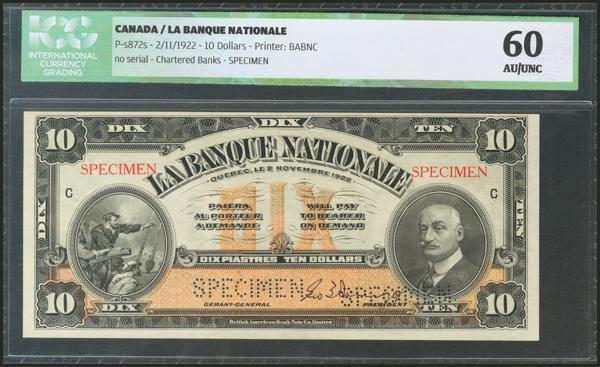 ICG
INTERNATIONAL
CURRENCY
GRADING
CANADA / LA BANQUE NATIONALE
P-s872s - 2/11/1922 - 10 Dollars - Printer: BABNC
no serial - Chartered Banks - SPECIMEN
60
AU/UNC
DIX
10 DIX TEN 10
SPECIMEN SPECIMEN
LA BANQUE NATIONALE
QUEBEC, LE 2 NOVEMBRE 1922
C C
DIX
PAIERA WILL PAY
AU PORTEUR TO BEARER
A DEMANDE ON DEMAND
DIX TEN
DIX PIASTRES TEN DOLLARS
SPECIMEN SPECIMEN
GERANT-GENERAL PRESIDENT
10 DIX TEN 10
British American Bank Note Co. Limited